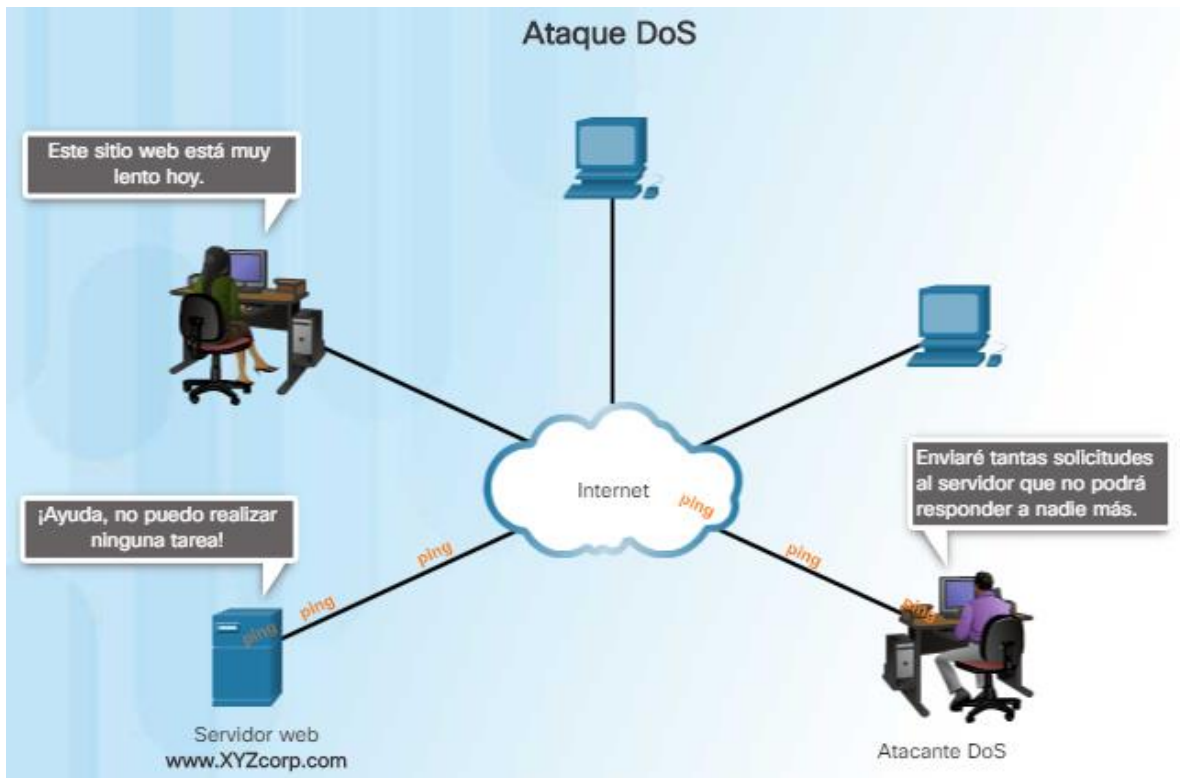 Ataque DoS
Este sitio web está muy
lento hoy.
Enviaré tantas solicitudes
al servidor que no podrá
responder a nadie más.
Internet
ping
¡Ayuda, no puedo realizar
ninguna tarea!
ping
ping
ping
ping
ping
Servidor web
www.XYZcorp.com
Atacante DoS